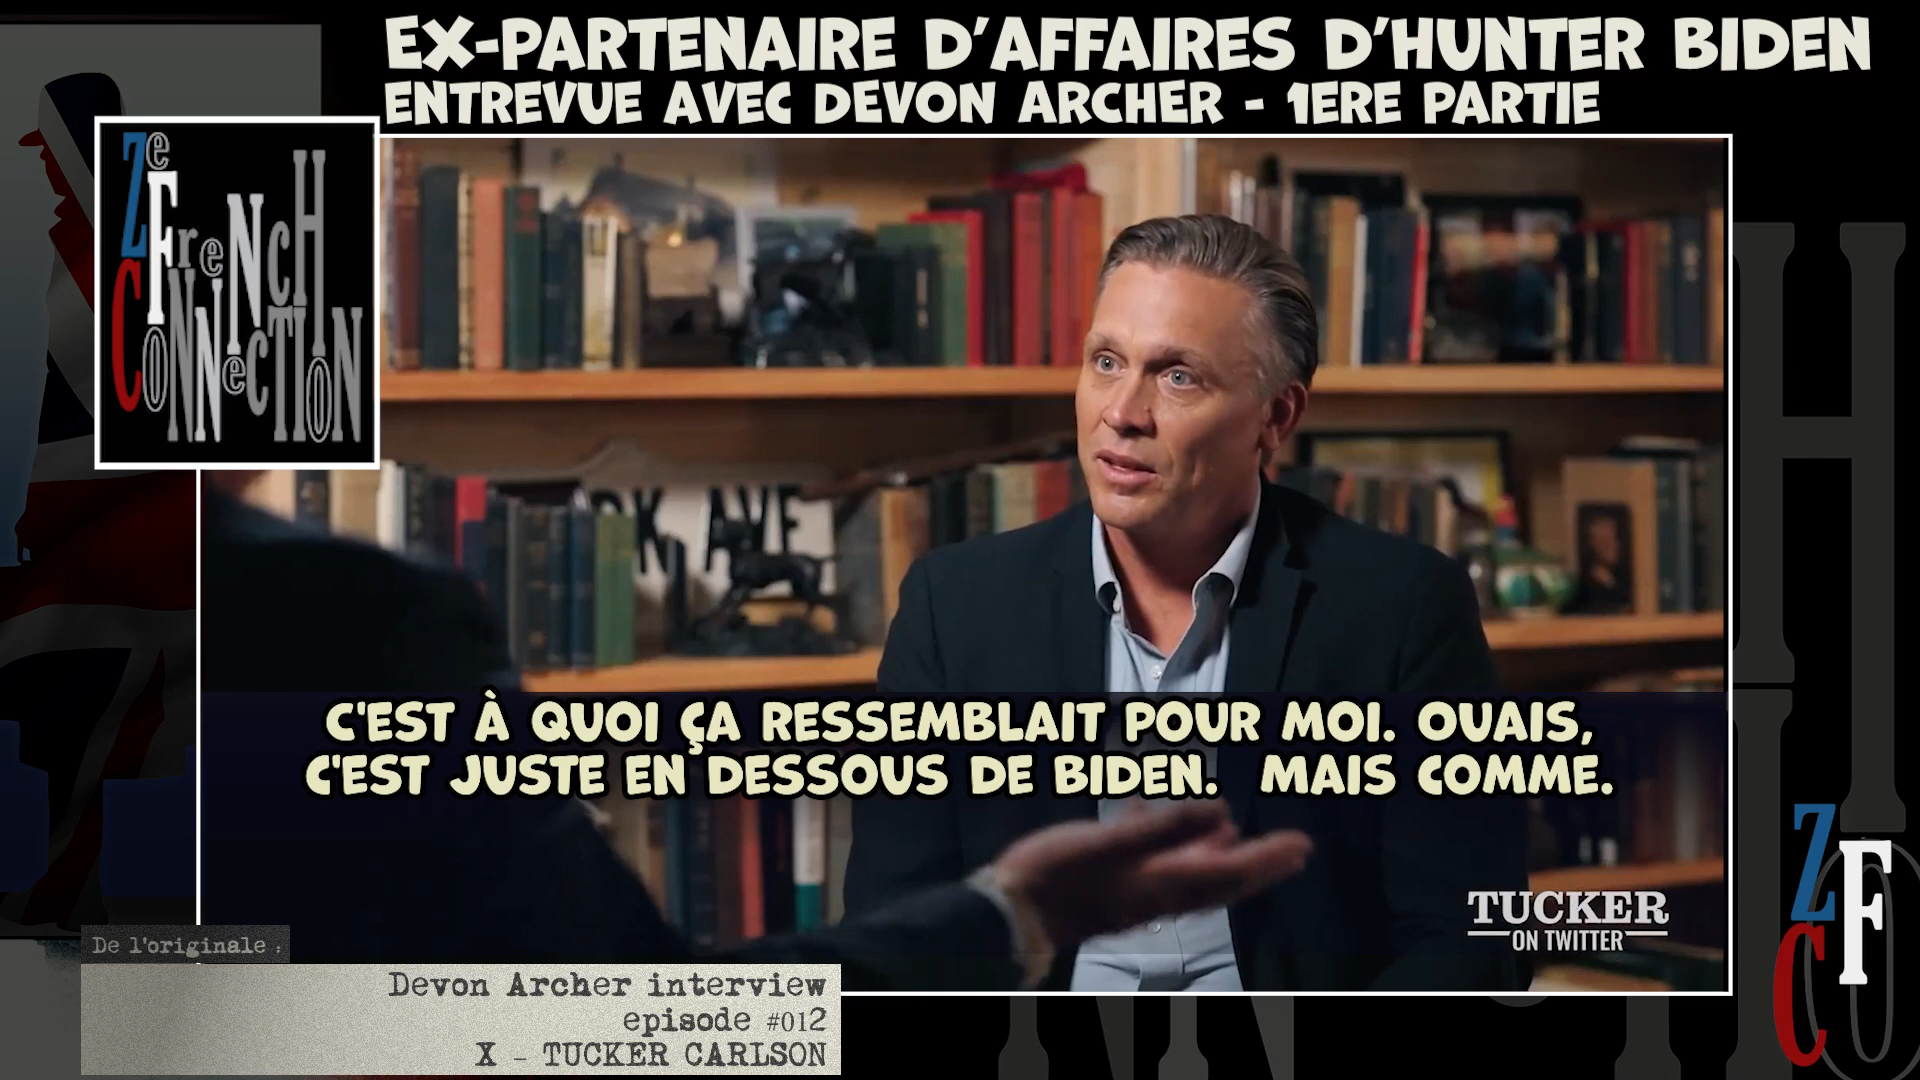 EX-PARTENAIRE D'AFFAIRES D'HUNTER BIDEN
ENTREVUE AVEC DEVON ARCHER - 1ERE PARTIE
Ze
FrencH
ConnecTion
RK AVE
C'EST À QUOI ÇA RESSEMBLAIT POUR MOI. OUAIS,
C'EST JUSTE EN DESSOUS DE BIDEN. MAIS COMME.
TUCKER
ON TWITTER
ZFC
De l'originale :
Devon Archer interview
episode #012
X - TUCKER CARLSON